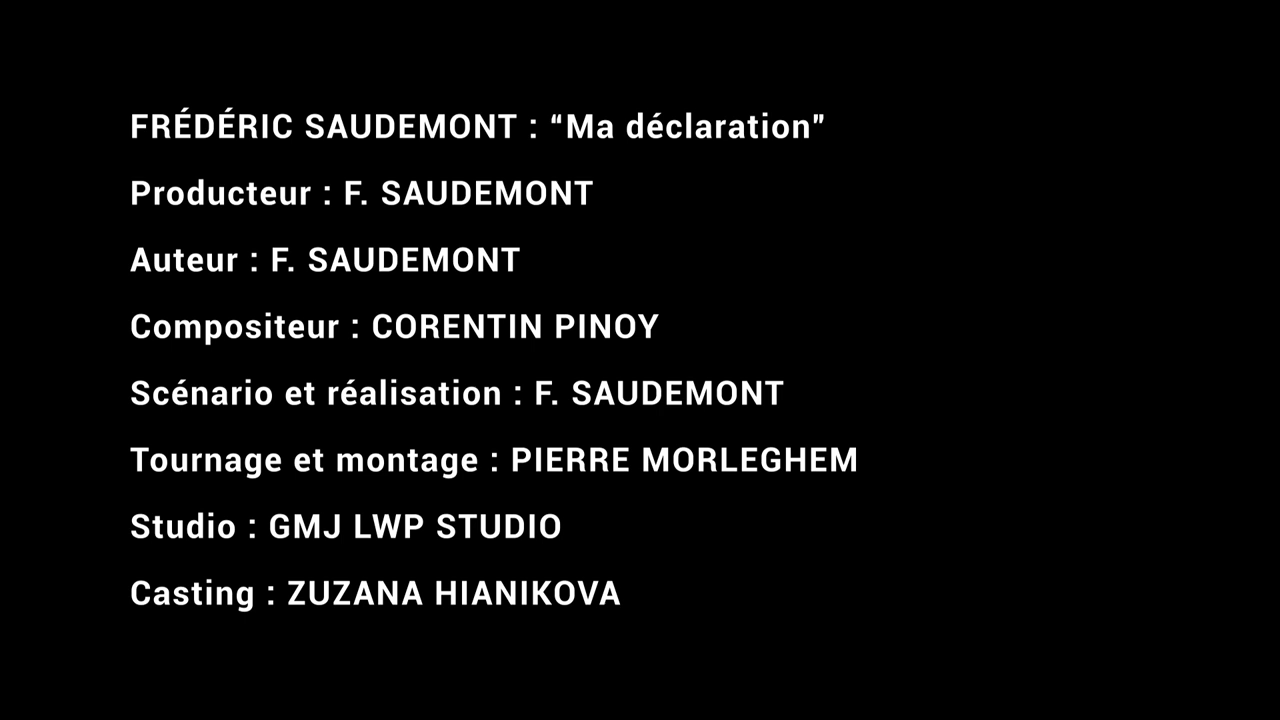 FRÉDÉRIC SAUDEMONT : “Ma déclaration”
Producteur : F. SAUDEMONT
Auteur : F. SAUDEMONT
Compositeur : CORENTIN PINOY
Scénario et réalisation : F. SAUDEMONT
Tournage et montage : PIERRE MORLEGHEM
Studio : GMJ LWP STUDIO
Casting : ZUZANA HIANIKOVA